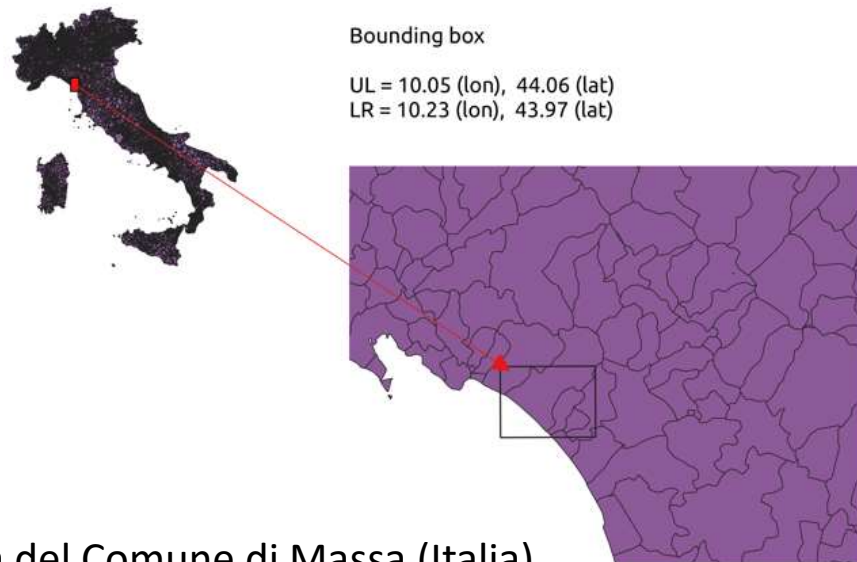 Bounding box
UL = 10.05 (lon), 44.06 (lat)
LR = 10.23 (lon), 43.97 (lat)
del Comune di Massa (Italia)